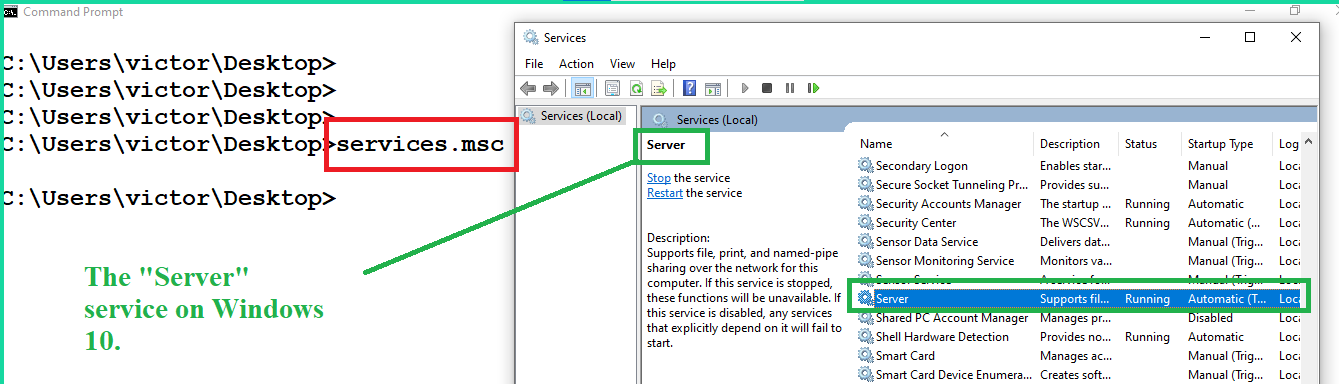 Command Prompt
C:\Users\victor\Desktop>
C:\Users\victor\Desktop>
C:\Users\victor\Desktop>
C:\Users\victor\Desktop>services.msc
C:\Users\victor\Desktop>
The "Server"
service on Windows
10.
Services
File Action View Help
Services (Local)
Services (Local)
Server
Stop the service
Restart the service
Description:
Supports file, print, and named-pipe
sharing over the network for this
computer. If this service is stopped,
these functions will be unavailable. If
this service is disabled, any services
that explicitly depend on it will fail to
start.
Name Description Status Startup Type Log
Secondary Logon Enables star... Manual Loca
Secure Socket Tunneling Pr... Provides su... Manual Loca
Security Accounts Manager The startup ... Running Automatic Loca
Security Center The WSCSV... Running Automatic (... Loca
Sensor Data Service Delivers dat... Manual (Trig... Loca
Sensor Monitoring Service Monitors va... Manual (Trig... Loca
Sensor Service
Server Supports fil... Running Automatic (T... Loca
Shared PC Account Manager Manages pr... Disabled Loca
Shell Hardware Detection Provides no... Running Automatic Loca
Smart Card Manages ac... Manual (Trig... Loca
Smart Card Device Enumera... Creates soft... Manual (Trig... Loca